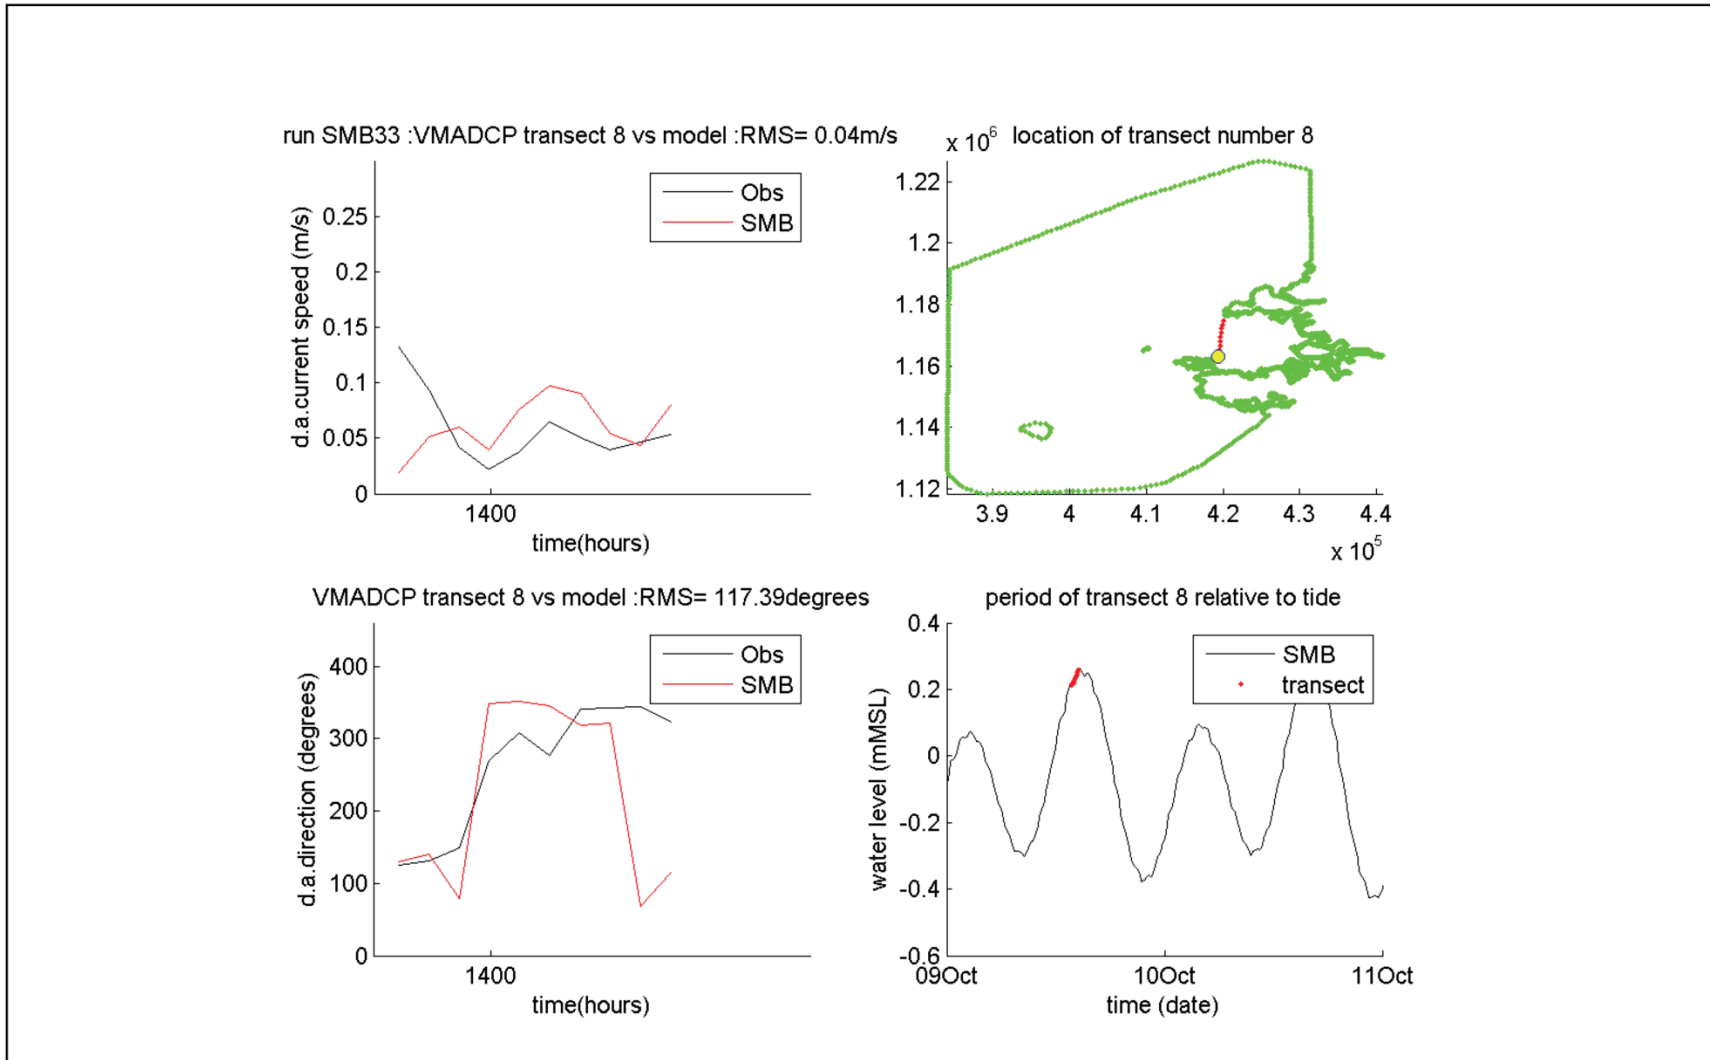 run SMB33 :VMADCP transect 8 vs model :RMS= 0.04m/s
Obs
SMB
0.25
0.2
0.15
0.1
0.05
0
d.a.current speed (m/s)
1400
time(hours)
x 10^6
location of transect number 8
1.22
1.2
1.18
1.16
1.14
1.12
3.9
4
4.1
4.2
4.3
4.4
x 10^5
VMADCP transect 8 vs model :RMS= 117.39degrees
Obs
SMB
400
300
200
100
0
d.a.direction (degrees)
1400
time(hours)
period of transect 8 relative to tide
SMB
transect
0.4
0.2
0
-0.2
-0.4
-0.6
water level (mMSL)
09Oct
10Oct
11Oct
time (date)